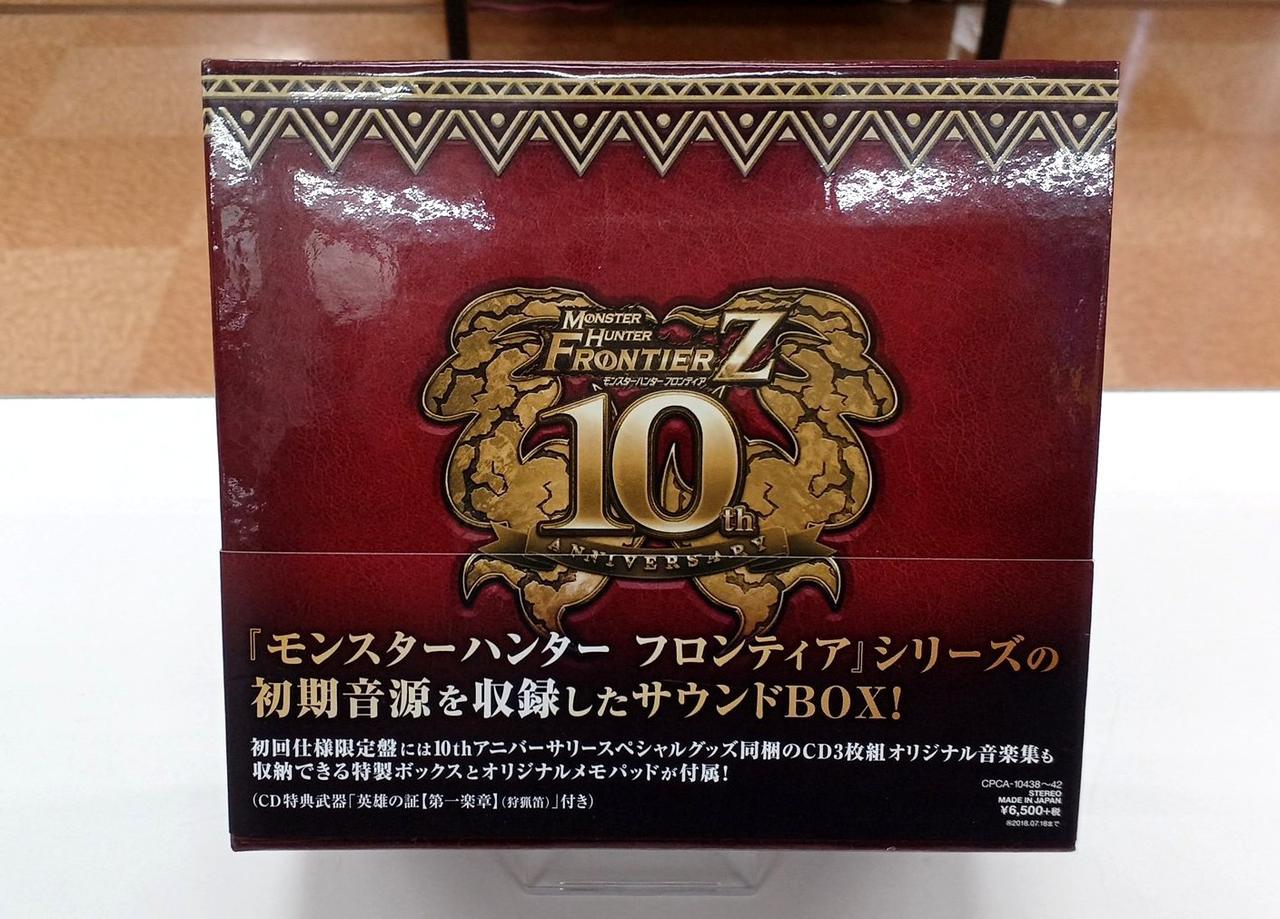 MONSTER
HUNTER
FRONTIER Z
モンスターハンター フロンティア
10th
ANNIVERSARY
『モンスターハンター フロンティア』シリーズの
初期音源を収録したサウンドBOX!
初回仕様限定盤には10thアニバーサリースペシャルグッズ同梱のCD3枚組オリジナル音楽集も
収納できる特製ボックスとオリジナルメモパッドが付属!
(CD特典武器「英雄の証【第一楽章】(狩猟笛)」付き)
CPCA-10438〜42
STEREO
MADE IN JAPAN
¥6,500+税
※2018.07.18まで